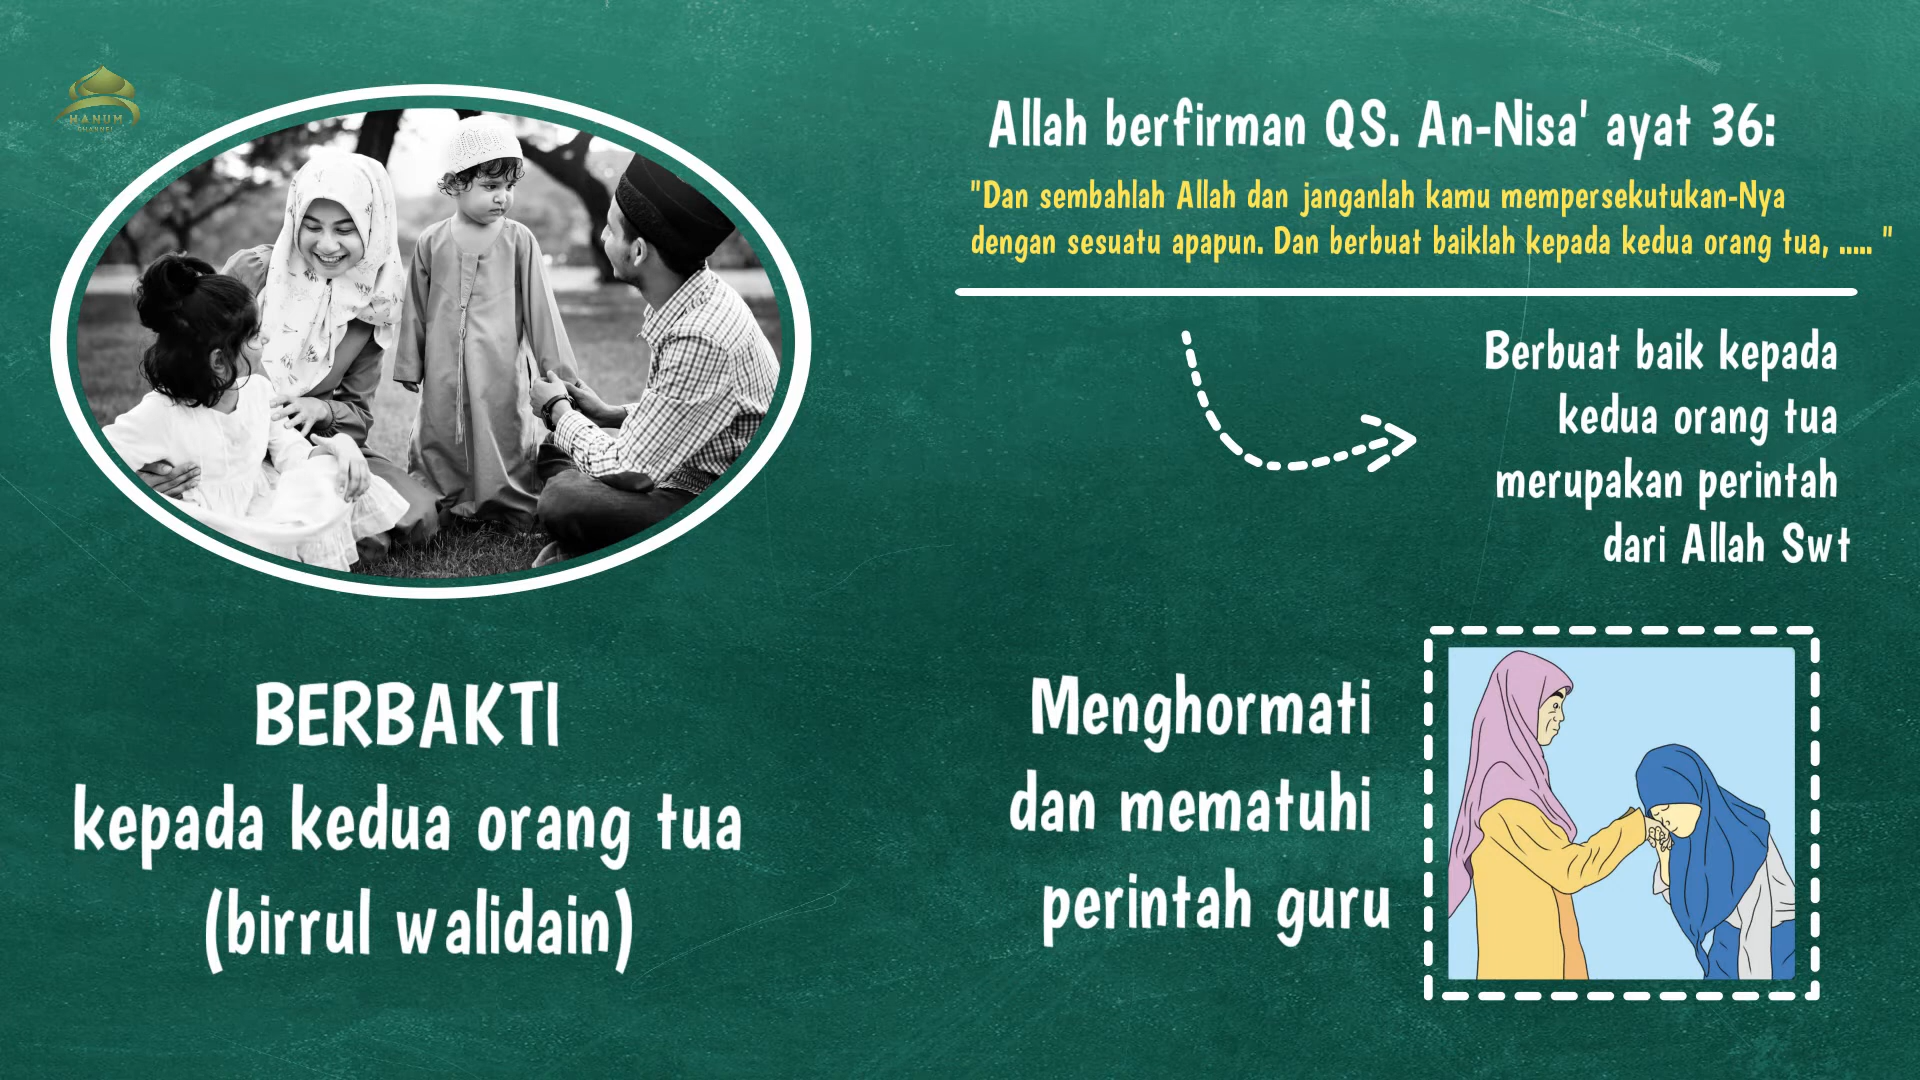 HANUM
CHANNEL
BERBAKTI
kepada kedua orang tua
(birrul walidain)
Allah berfirman QS. An-Nisa' ayat 36:
"Dan sembahlah Allah dan janganlah kamu mempersekutukan-Nya
dengan sesuatu apapun. Dan berbuat baiklah kepada kedua orang tua, ..... "
Berbuat baik kepada
kedua orang tua
merupakan perintah
dari Allah Swt
Menghormati
dan mematuhi
perintah guru